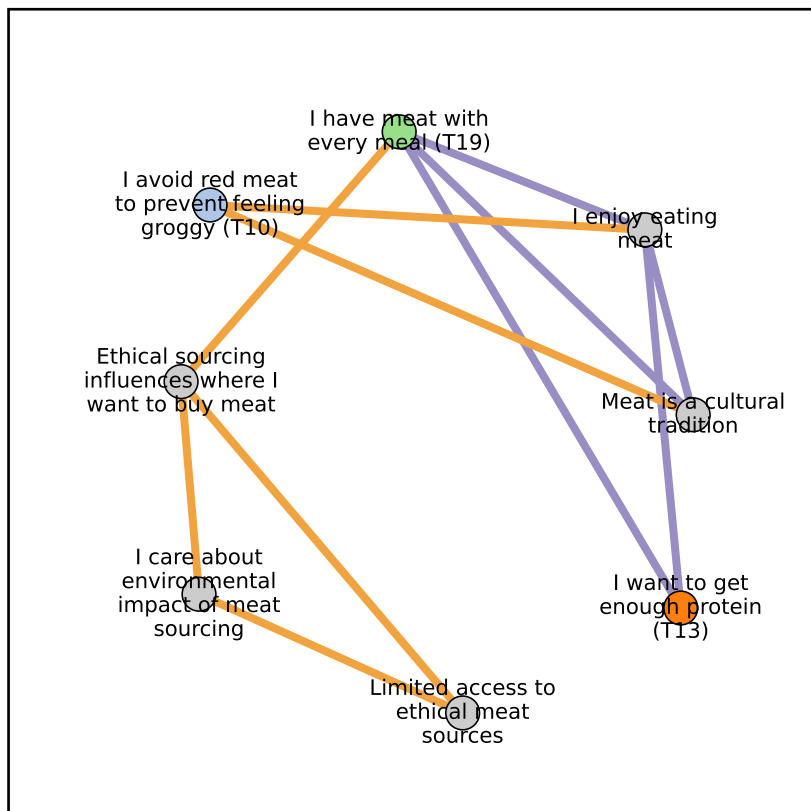 I have meat with
every meal (T19)
I avoid red meat
to prevent feeling
groggy (T10)
I enjoy eating
meat
Ethical sourcing
influences where I
want to buy meat
Meat is a cultural
tradition
I care about
environmental
impact of meat
sourcing
I want to get
enough protein
(T13)
Limited access to
ethical meat
sources